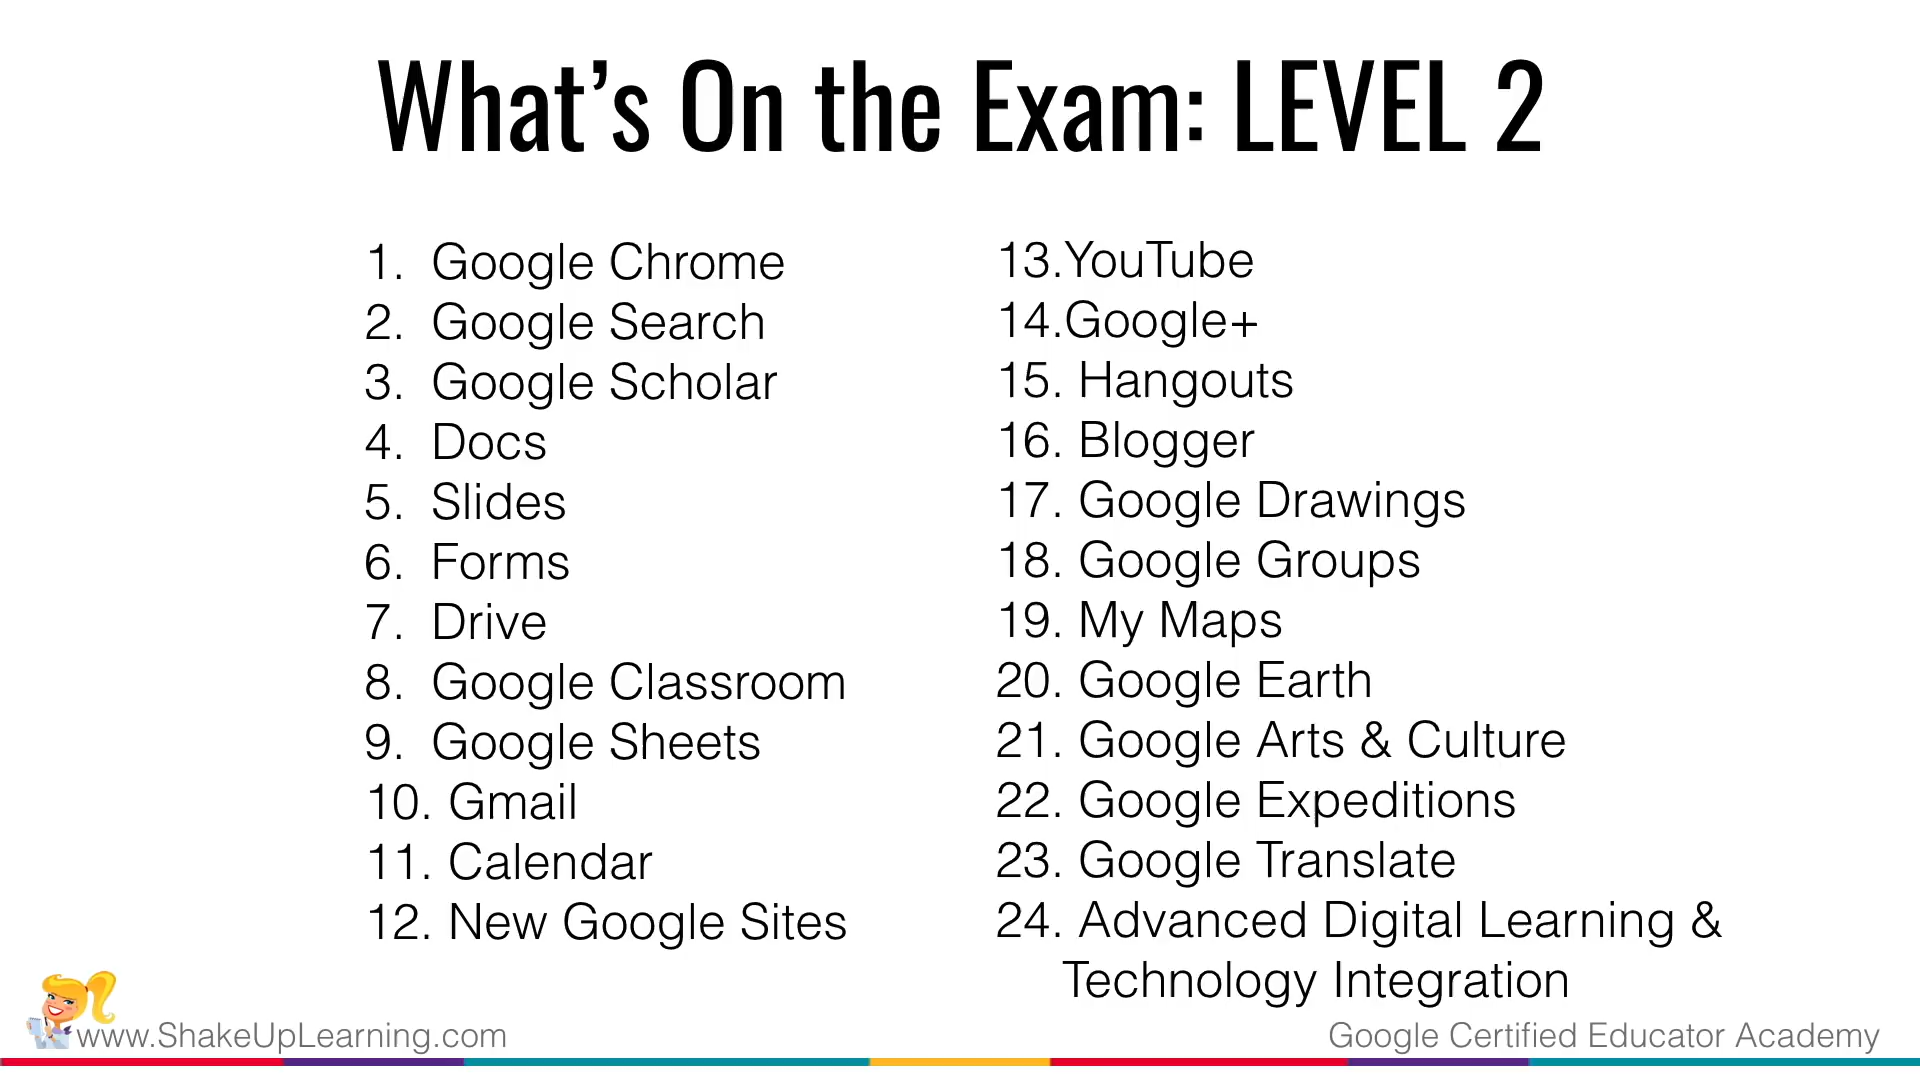 What's On the Exam: LEVEL 2
1. Google Chrome
2. Google Search
3. Google Scholar
4. Docs
5. Slides
6. Forms
7. Drive
8. Google Classroom
9. Google Sheets
10. Gmail
11. Calendar
12. New Google Sites
13.YouTube
14.Google+
15. Hangouts
16. Blogger
17. Google Drawings
18. Google Groups
19. My Maps
20. Google Earth
21. Google Arts & Culture
22. Google Expeditions
23. Google Translate
24. Advanced Digital Learning &
Technology Integration
www.ShakeUpLearning.com
Google Certified Educator Academy